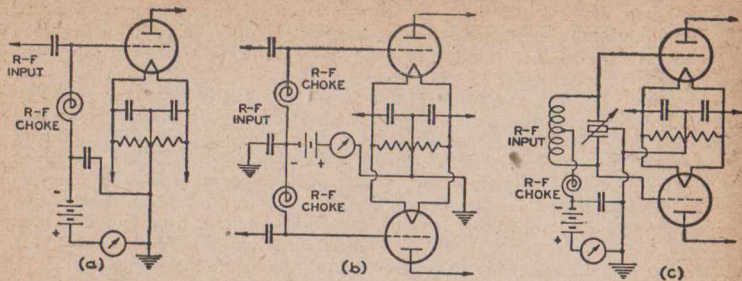 R-F
INPUT
R-F
CHOKE
-
+
(a)
R-F
CHOKE
R-F
INPUT
- +
R-F
CHOKE
(b)
R-F
INPUT
R-F
CHOKE
-
+
(c)